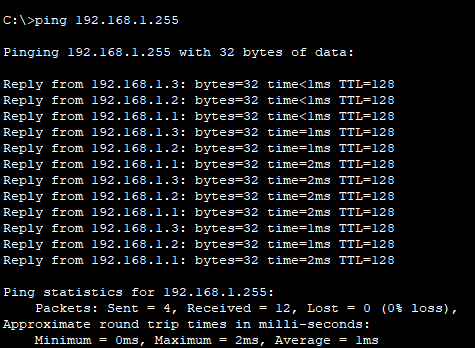 C:\>ping 192.168.1.255
Pinging 192.168.1.255 with 32 bytes of data:
Reply from 192.168.1.3: bytes=32 time<1ms TTL=128
Reply from 192.168.1.2: bytes=32 time<1ms TTL=128
Reply from 192.168.1.1: bytes=32 time<1ms TTL=128
Reply from 192.168.1.3: bytes=32 time=1ms TTL=128
Reply from 192.168.1.2: bytes=32 time=1ms TTL=128
Reply from 192.168.1.1: bytes=32 time=2ms TTL=128
Reply from 192.168.1.3: bytes=32 time=2ms TTL=128
Reply from 192.168.1.2: bytes=32 time=2ms TTL=128
Reply from 192.168.1.1: bytes=32 time=2ms TTL=128
Reply from 192.168.1.3: bytes=32 time=1ms TTL=128
Reply from 192.168.1.2: bytes=32 time=1ms TTL=128
Reply from 192.168.1.1: bytes=32 time=2ms TTL=128
Ping statistics for 192.168.1.255:
Packets: Sent = 4, Received = 12, Lost = 0 (0% loss),
Approximate round trip times in milli-seconds:
Minimum = 0ms, Maximum = 2ms, Average = 1ms